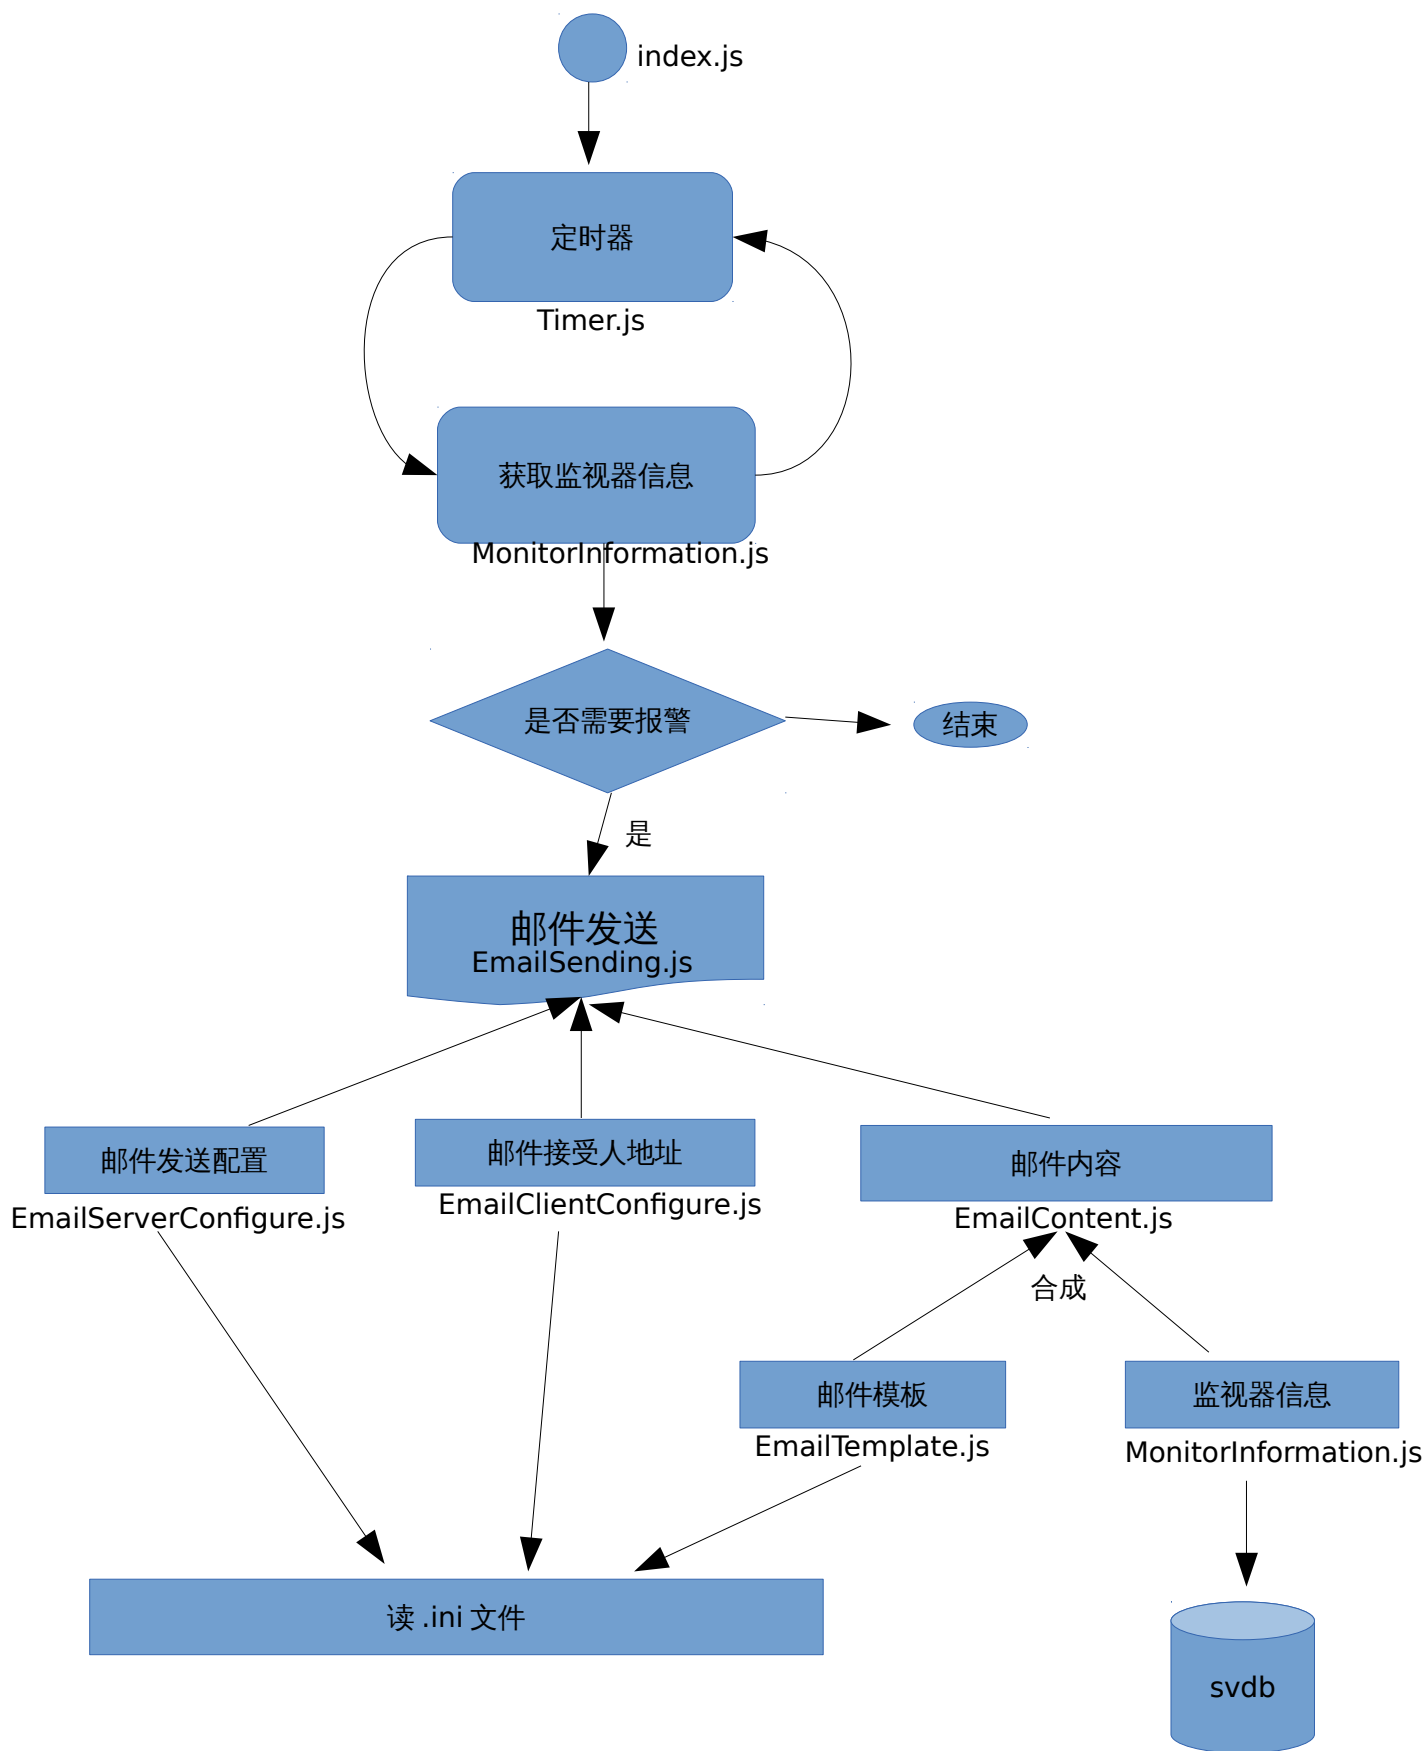 index.js
定时器
Timer.js
获取监视器信息
MonitorInformation.js
是否需要报警
结束
是
邮件发送
EmailSending.js
邮件发送配置
EmailServerConfigure.js
邮件接受人地址
EmailClientConfigure.js
邮件内容
EmailContent.js
合成
邮件模板
EmailTemplate.js
监视器信息
MonitorInformation.js
读 .ini 文件
svdb